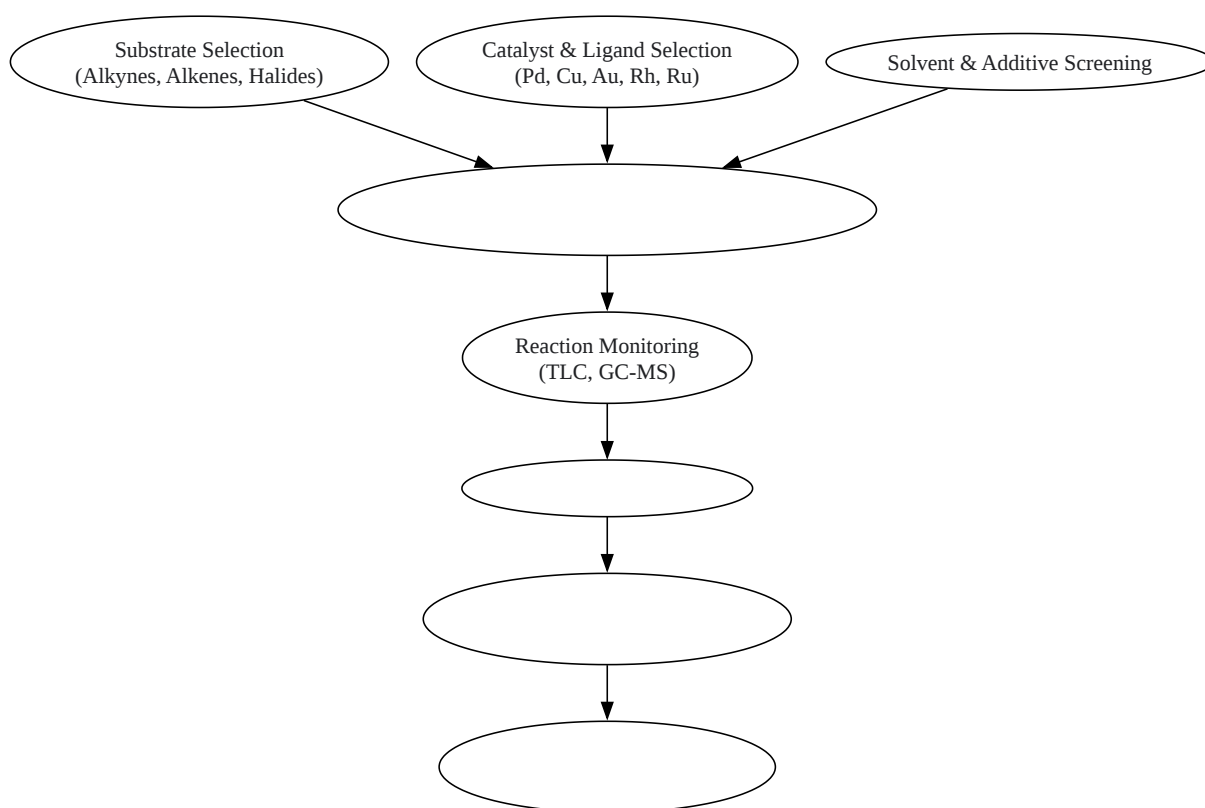 Substrate Selection
(Alkynes, Alkenes, Halides)
Catalyst & Ligand Selection
(Pd, Cu, Au, Rh, Ru)
Solvent & Additive Screening
Reaction Monitoring
(TLC, GC-MS)